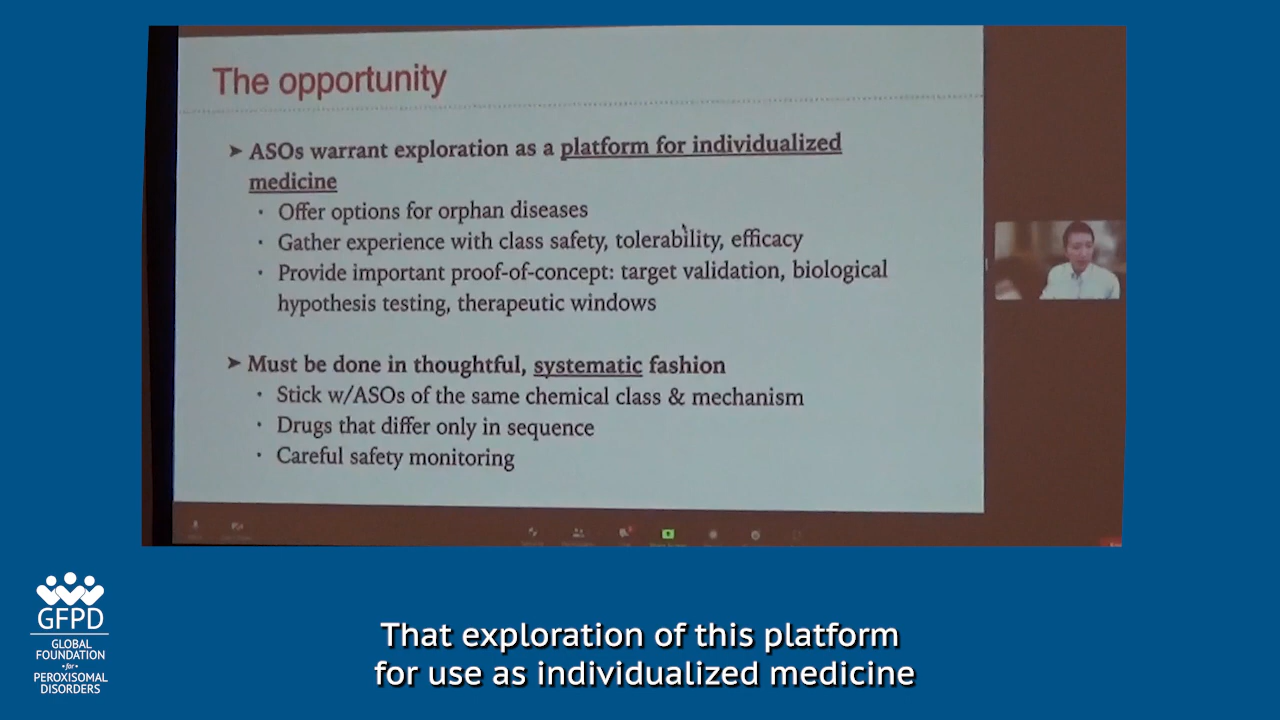 The opportunity
➤ ASOs warrant exploration as a platform for individualized
medicine
· Offer options for orphan diseases
· Gather experience with class safety, tolerability, efficacy
· Provide important proof-of-concept: target validation, biological
hypothesis testing, therapeutic windows
➤ Must be done in thoughtful, systematic fashion
· Stick w/ASOs of the same chemical class & mechanism
· Drugs that differ only in sequence
· Careful safety monitoring
GFPD
GLOBAL
FOUNDATION
for
PEROXISOMAL
DISORDERS
That exploration of this platform
for use as individualized medicine